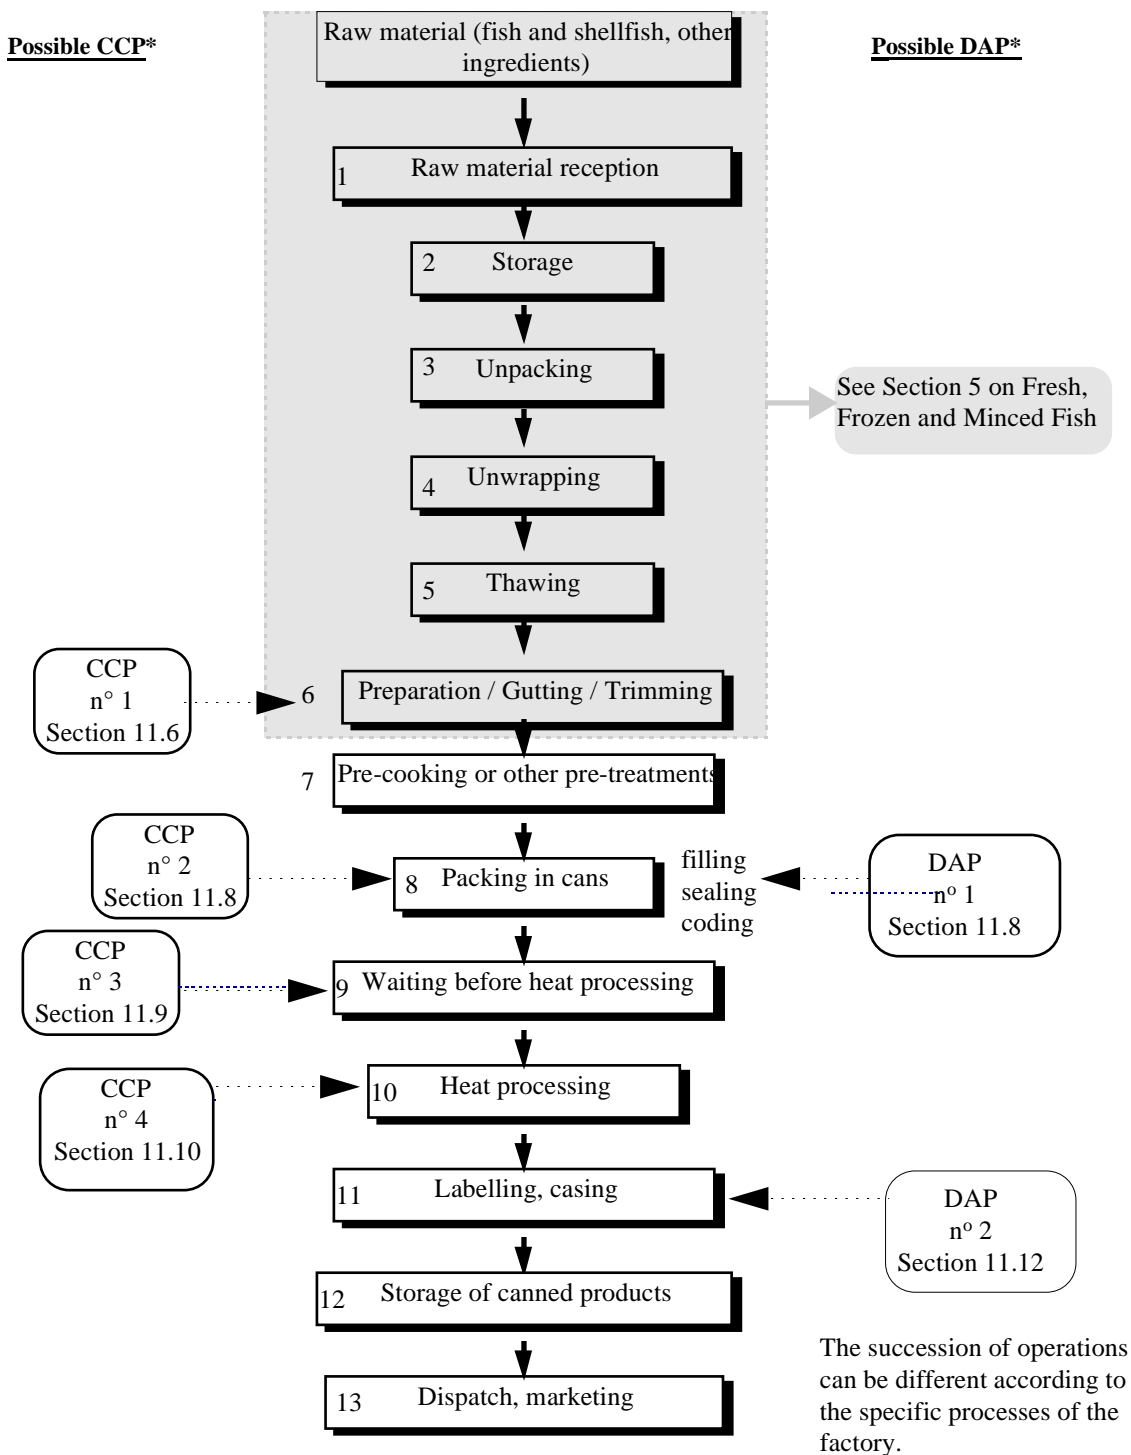 Possible CCP*
Possible DAP*
Raw material (fish and shellfish, other
ingredients)
1 Raw material reception
2 Storage
3 Unpacking
See Section 5 on Fresh,
Frozen and Minced Fish
4 Unwrapping
5 Thawing
CCP
n° 1
Section 11.6
6 Preparation / Gutting / Trimming
7 Pre-cooking or other pre-treatments
CCP
n° 2
Section 11.8
8 Packing in cans
filling
sealing
coding
DAP
nº 1
Section 11.8
CCP
n° 3
Section 11.9
9 Waiting before heat processing
CCP
n° 4
Section 11.10
10 Heat processing
11 Labelling, casing
DAP
nº 2
Section 11.12
12 Storage of canned products
13 Dispatch, marketing
The succession of operations
can be different according to
the specific processes of the
factory.